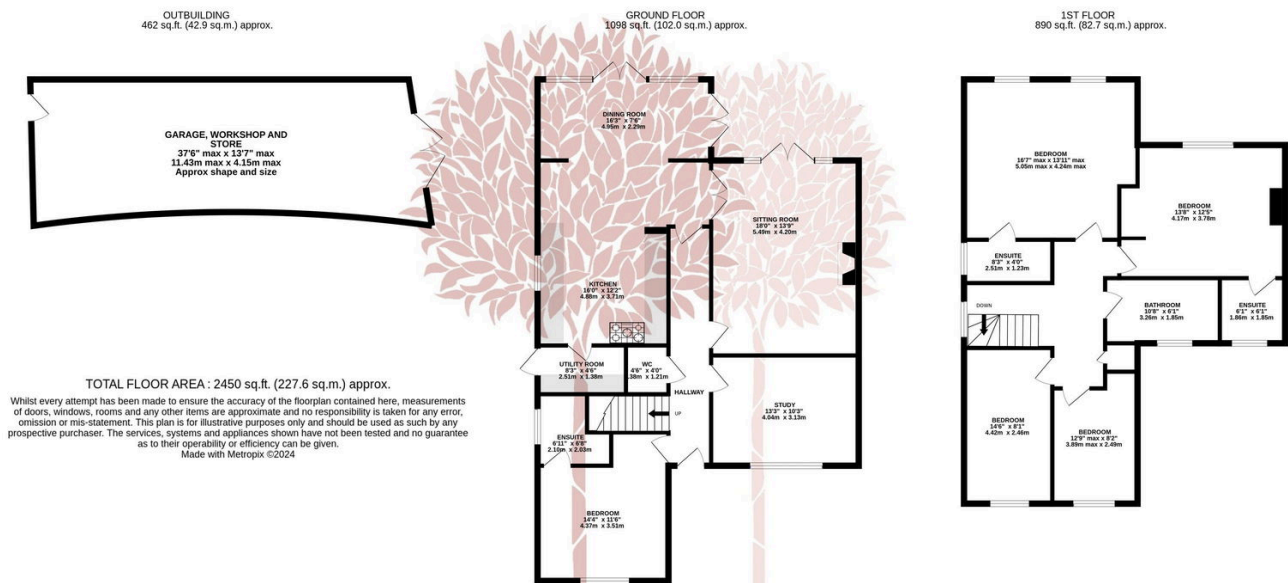 OUTBUILDING
462 sq.ft. (42.9 sq.m.) approx.
GARAGE, WORKSHOP AND
STORE
37'6" max x 13'7" max
11.43m max x 4.15m max
Approx shape and size
GROUND FLOOR
1098 sq.ft. (102.0 sq.m.) approx.
DINING ROOM
16'3" x 7'6"
4.95m x 2.29m
SITTING ROOM
18'0" x 13'9"
5.49m x 4.20m
KITCHEN
16'0" x 12'2"
4.88m x 3.71m
UTILITY ROOM
8'3" x 4'6"
2.51m x 1.38m
WC
4'6" x 4'0"
1.38m x 1.21m
HALLWAY
UP
STUDY
13'3" x 10'3"
4.04m x 3.13m
ENSUITE
6'11" x 6'8"
2.10m x 2.03m
BEDROOM
14'4" x 11'6"
4.37m x 3.51m
1ST FLOOR
890 sq.ft. (82.7 sq.m.) approx.
BEDROOM
16'7" max x 13'11" max
5.05m max x 4.24m max
BEDROOM
13'8" x 12'5"
4.17m x 3.78m
ENSUITE
8'3" x 4'0"
2.51m x 1.23m
DOWN
BATHROOM
10'8" x 6'1"
3.26m x 1.85m
ENSUITE
6'1" x 6'1"
1.86m x 1.85m
BEDROOM
14'6" x 8'1"
4.42m x 2.46m
BEDROOM
12'9" max x 8'2"
3.89m max x 2.49m
TOTAL FLOOR AREA : 2450 sq.ft. (227.6 sq.m.) approx.
Whilst every attempt has been made to ensure the accuracy of the floorplan contained here, measurements
of doors, windows, rooms and any other items are approximate and no responsibility is taken for any error,
omission or mis-statement. This plan is for illustrative purposes only and should be used as such by any
prospective purchaser. The services, systems and appliances shown have not been tested and no guarantee
as to their operability or efficiency can be given.
Made with Metropix ©2024